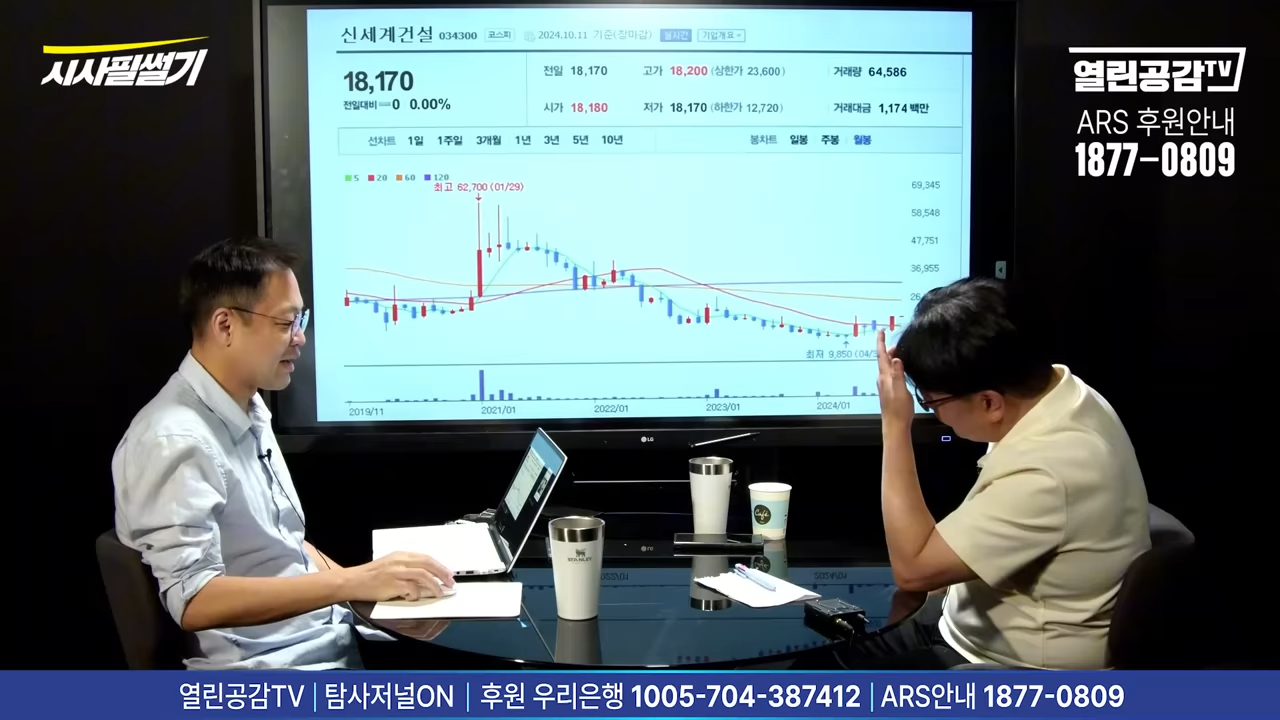 시사필썰기
열린공감TV
ARS 후원안내
1877-0809
신세계건설 034300 코스피 2024.10.11 기준(장마감) 실시간 기업개요
18,170
전일대비 0 0.00%
전일 18,170 고가 18,200 (상한가 23,600) 거래량 64,586
시가 18,180 저가 18,170 (하한가 12,720) 거래대금 1,174 백만
선차트 1일 1주일 3개월 1년 3년 5년 10년 봉차트 일봉 주봉 월봉
5 20 60 120
최고 62,700 (01/29)
69,345
58,548
47,751
36,955
최저 9,850
2019/11 2021/01 2022/01 2023/01 2024/01
LG
STANLEY
Café
열린공감TV | 탐사저널ON | 후원 우리은행 1005-704-387412 | ARS안내 1877-0809